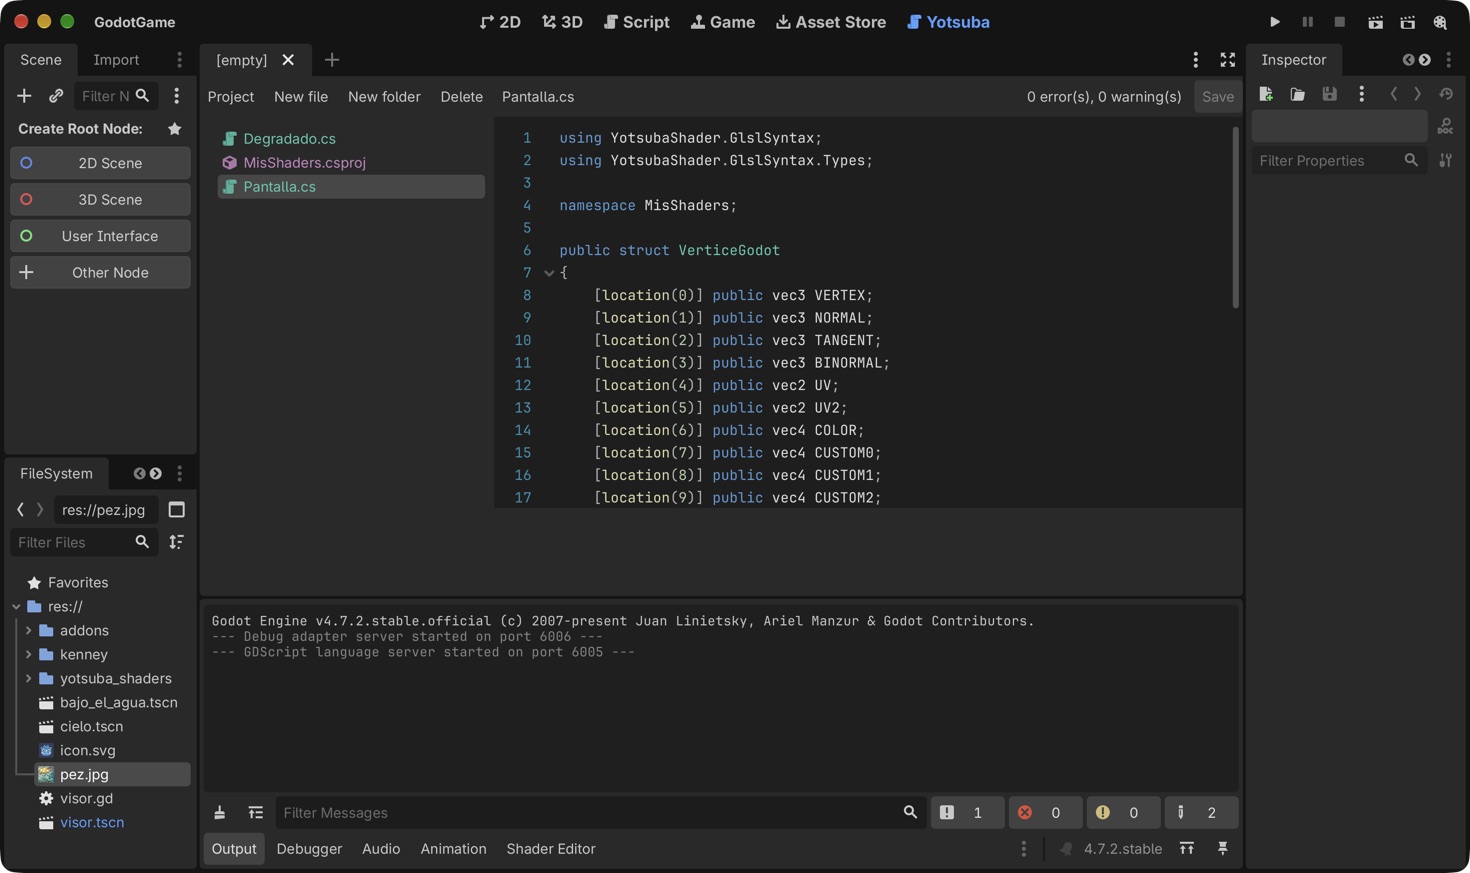 GodotGame
2D
3D
Script
Game
Asset Store
Yotsuba
Scene
Import
Filter N
Create Root Node:
2D Scene
3D Scene
User Interface
Other Node
FileSystem
res://pez.jpg
Filter Files
Favorites
res://
addons
kenney
yotsuba_shaders
bajo_el_agua.tscn
cielo.tscn
icon.svg
pez.jpg
visor.gd
visor.tscn
[empty]
Project New file New folder Delete Pantalla.cs 0 error(s), 0 warning(s) Save
Degradado.cs
MisShaders.csproj
Pantalla.cs
1 using YotsubaShader.GlslSyntax;
2 using YotsubaShader.GlslSyntax.Types;
3
4 namespace MisShaders;
5
6 public struct VerticeGodot
7 {
8 [location(0)] public vec3 VERTEX;
9 [location(1)] public vec3 NORMAL;
10 [location(2)] public vec3 TANGENT;
11 [location(3)] public vec3 BINORMAL;
12 [location(4)] public vec2 UV;
13 [location(5)] public vec2 UV2;
14 [location(6)] public vec4 COLOR;
15 [location(7)] public vec4 CUSTOM0;
16 [location(8)] public vec4 CUSTOM1;
17 [location(9)] public vec4 CUSTOM2;
Godot Engine v4.7.2.stable.official (c) 2007-present Juan Linietsky, Ariel Manzur & Godot Contributors.
--- Debug adapter server started on port 6006 ---
--- GDScript language server started on port 6005 ---
Filter Messages 1 0 0 2
Output Debugger Audio Animation Shader Editor 4.7.2.stable
Inspector
DOC
Filter Properties